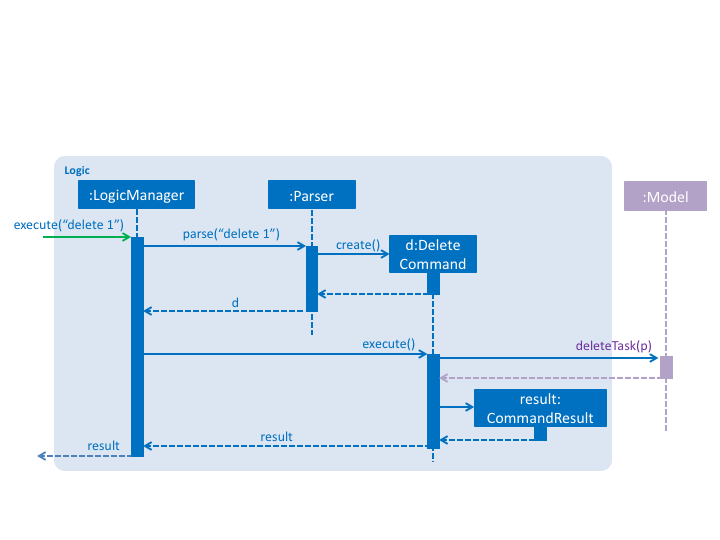 Logic
:LogicManager
:Parser
:Model
execute(“delete 1”)
parse(“delete 1”)
create()
d:Delete
Command
d
execute()
deleteTask(p)
result:
CommandResult
result
result